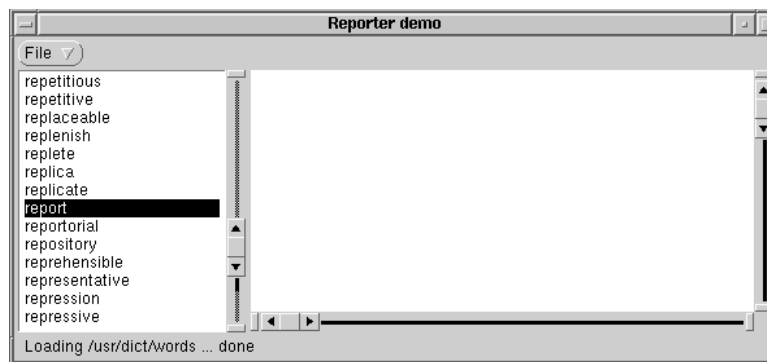 Reporter demo
File
repetitious
repetitive
replaceable
replenish
replete
replica
replicate
report
reportorial
repository
reprehensible
representative
repression
repressive
Loading /usr/dict/words ... done